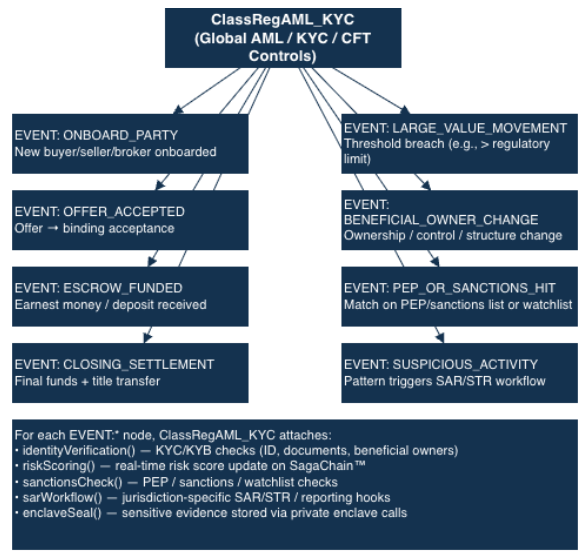 ClassRegAML_KYC
(Global AML / KYC / CFT
Controls)
EVENT: ONBOARD_PARTY
New buyer/seller/broker onboarded
EVENT: OFFER_ACCEPTED
Offer → binding acceptance
EVENT: ESCROW_FUNDED
Earnest money / deposit received
EVENT: CLOSING_SETTLEMENT
Final funds + title transfer
EVENT: LARGE_VALUE_MOVEMENT
Threshold breach (e.g., > regulatory
limit)
EVENT:
BENEFICIAL_OWNER_CHANGE
Ownership / control / structure change
EVENT: PEP_OR_SANCTIONS_HIT
Match on PEP/sanctions list or watchlist
EVENT: SUSPICIOUS_ACTIVITY
Pattern triggers SAR/STR workflow
For each EVENT:* node, ClassRegAML_KYC attaches:
• identityVerification() — KYC/KYB checks (ID, documents, beneficial owners)
• riskScoring() — real-time risk score update on SagaChain™
• sanctionsCheck() — PEP / sanctions / watchlist checks
• sarWorkflow() — jurisdiction-specific SAR/STR / reporting hooks
• enclaveSeal() — sensitive evidence stored via private enclave calls